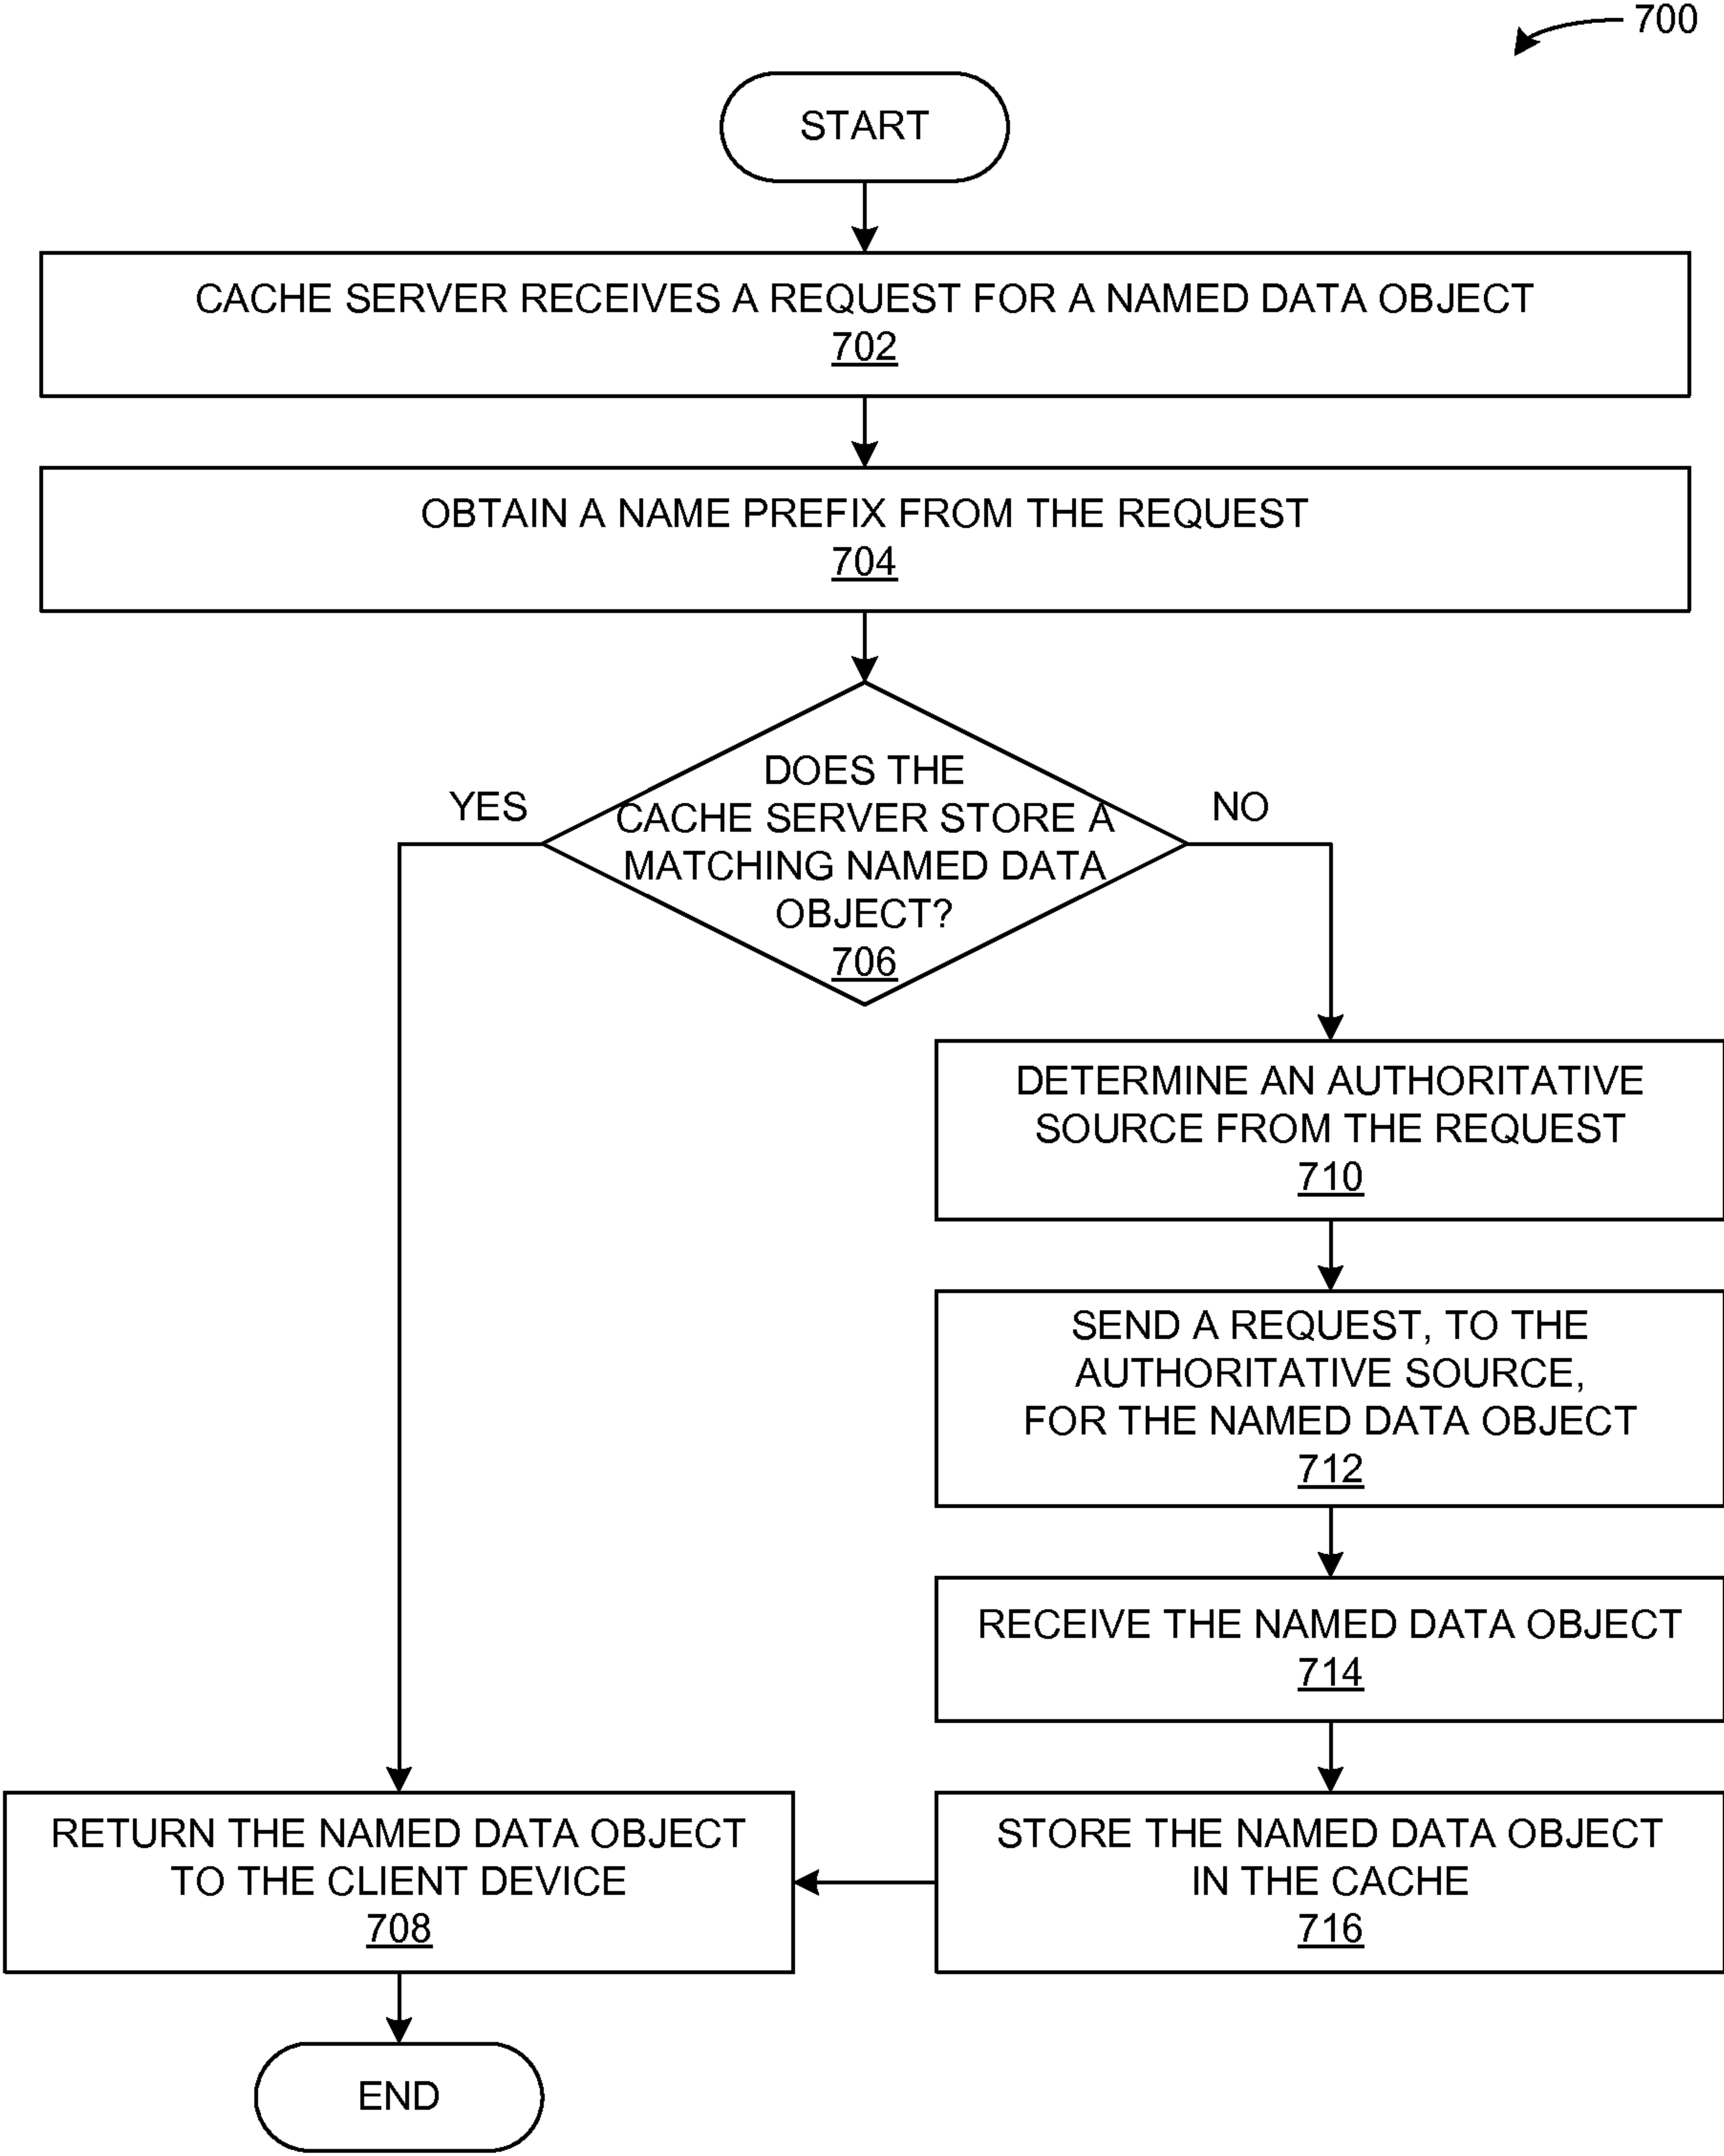 700
START
CACHE SERVER RECEIVES A REQUEST FOR A NAMED DATA OBJECT
702
OBTAIN A NAME PREFIX FROM THE REQUEST
704
DOES THE
CACHE SERVER STORE A
MATCHING NAMED DATA
OBJECT?
706
YES
NO
DETERMINE AN AUTHORITATIVE
SOURCE FROM THE REQUEST
710
SEND A REQUEST, TO THE
AUTHORITATIVE SOURCE,
FOR THE NAMED DATA OBJECT
712
RECEIVE THE NAMED DATA OBJECT
714
STORE THE NAMED DATA OBJECT
IN THE CACHE
716
RETURN THE NAMED DATA OBJECT
TO THE CLIENT DEVICE
708
END